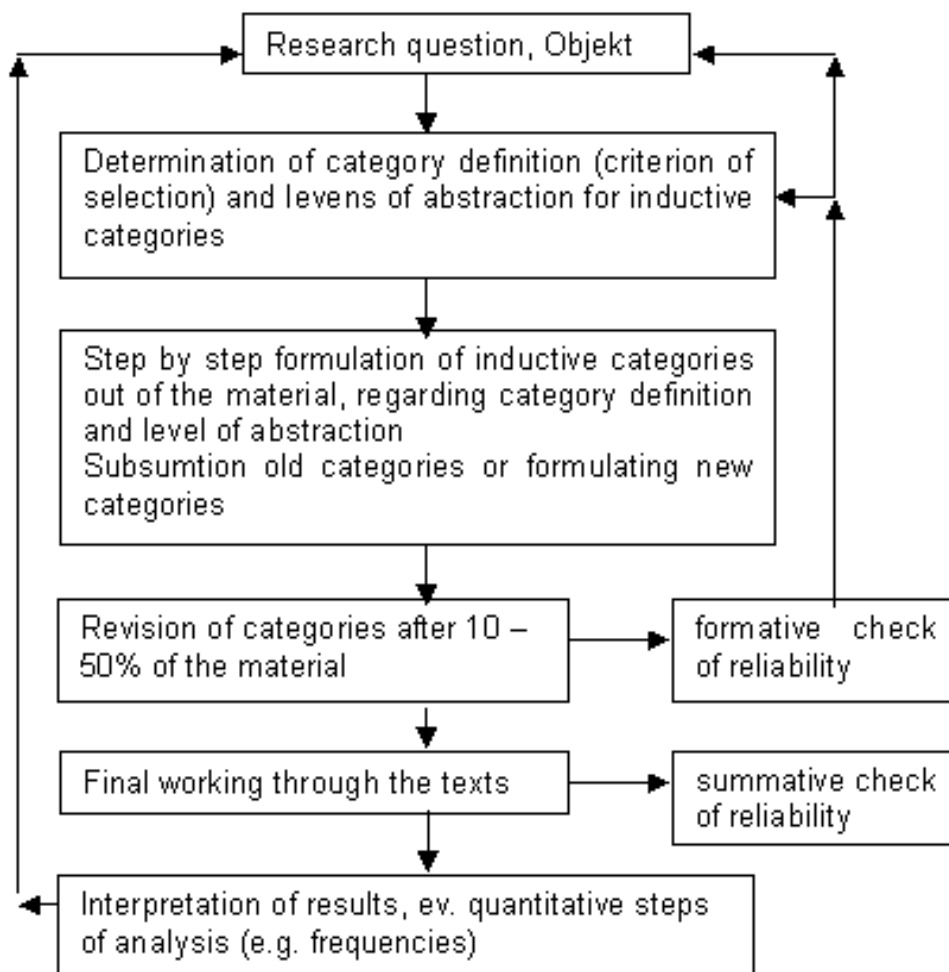 Research question, Objekt
Determination of category definition (criterion of
selection) and levens of abstraction for inductive
categories
Step by step formulation of inductive categories
out of the material, regarding category definition
and level of abstraction
Subsumtion old categories or formulating new
categories
Revision of categories after 10 –
50% of the material
formative check
of reliability
Final working through the texts
summative check
of reliability
Interpretation of results, ev. quantitative steps
of analysis (e.g. frequencies)